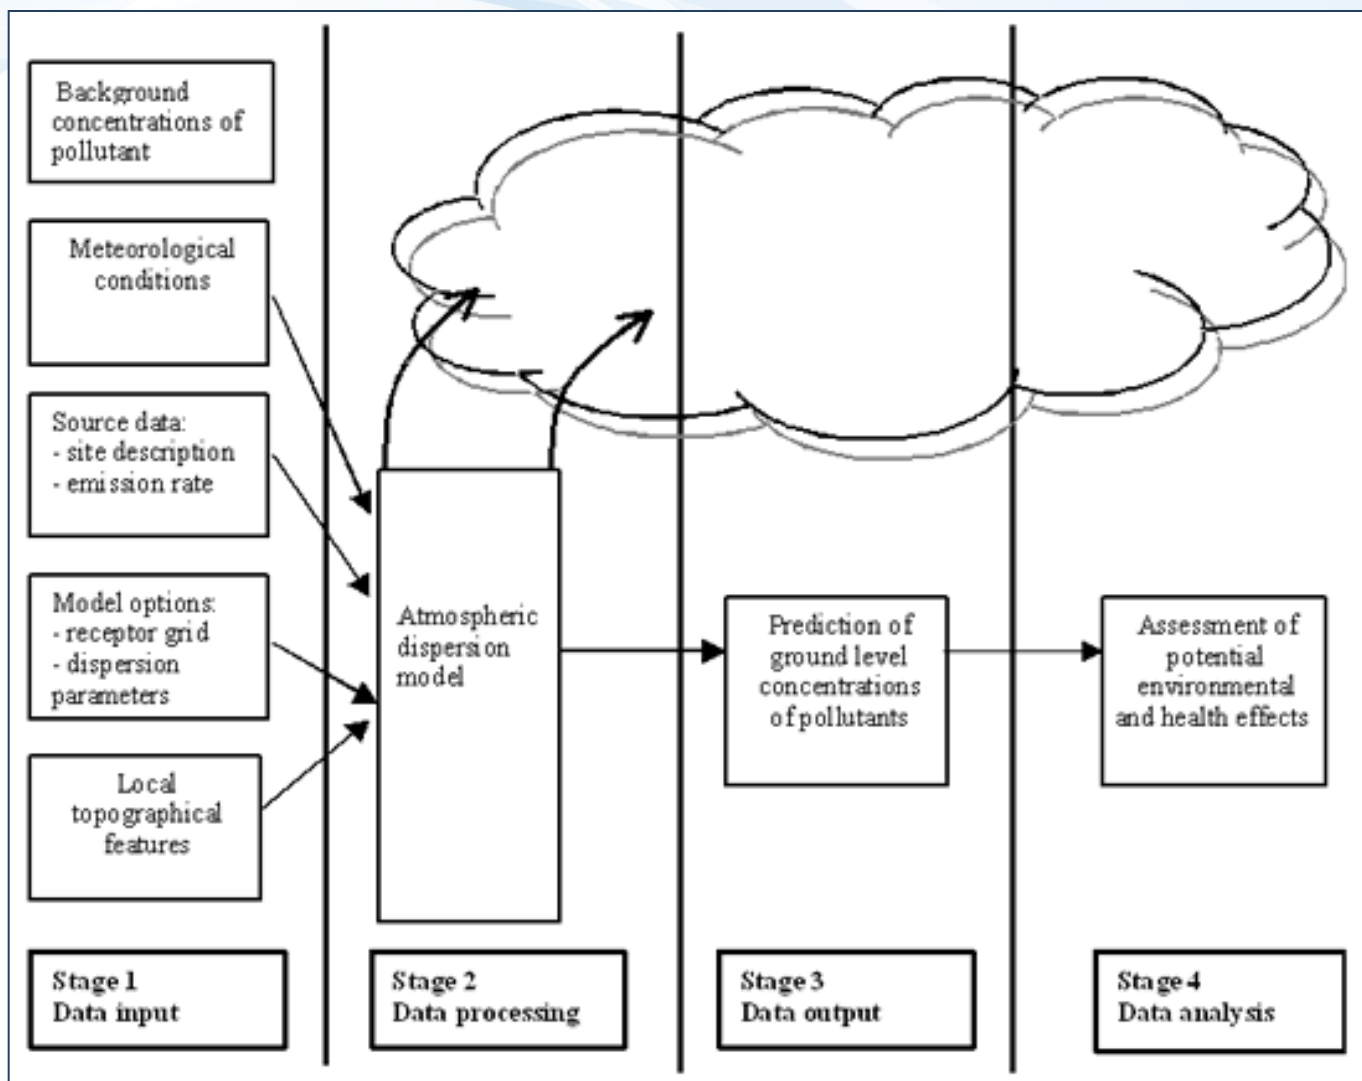 Background
concentrations of
pollutant
Meteorological
conditions
Source data:
- site description
- emission rate
Model options:
- receptor grid
- dispersion
parameters
Local
topographical
features
Atmospheric
dispersion
model
Prediction of
ground level
concentrations
of pollutants
Assessment of
potential
environmental
and health effects
Stage 1
Data input
Stage 2
Data processing
Stage 3
Data output
Stage 4
Data analysis